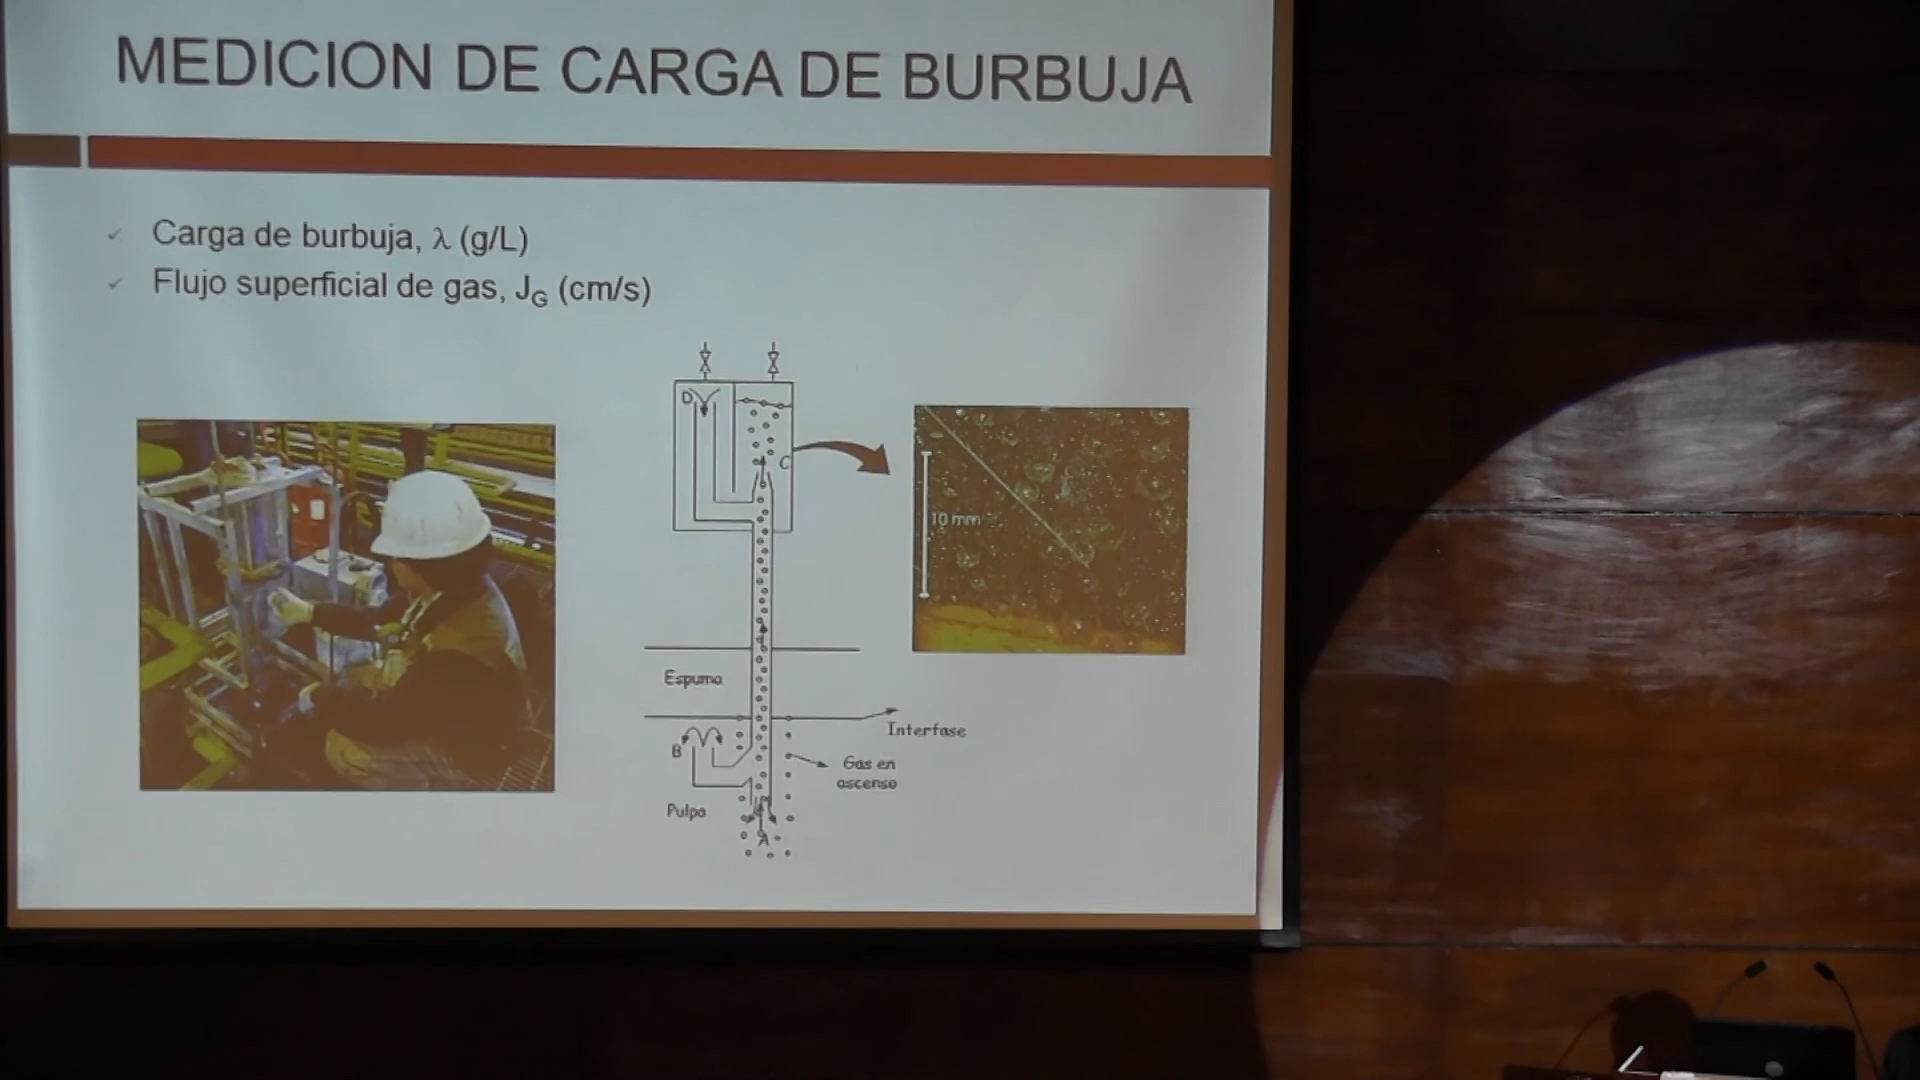 MEDICION DE CARGA DE BURBUJA
✓ Carga de burbuja, λ (g/L)
✓ Flujo superficial de gas, J_G (cm/s)
D
C
10 mm
Espuma
Interfase
B
Gas en
ascenso
Pulpa
A